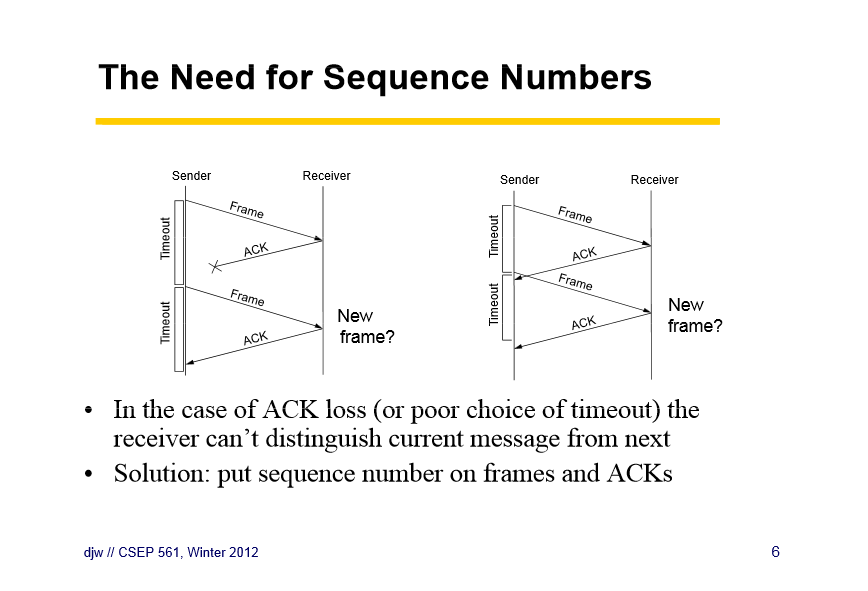 The Need for Sequence Numbers
Sender
Receiver
Timeout
Frame
ACK
Timeout
Frame
ACK
New
frame?
Sender
Receiver
Timeout
Frame
ACK
Timeout
Frame
ACK
New
frame?
• In the case of ACK loss (or poor choice of timeout) the
receiver can’t distinguish current message from next
• Solution: put sequence number on frames and ACKs
djw // CSEP 561, Winter 2012
6